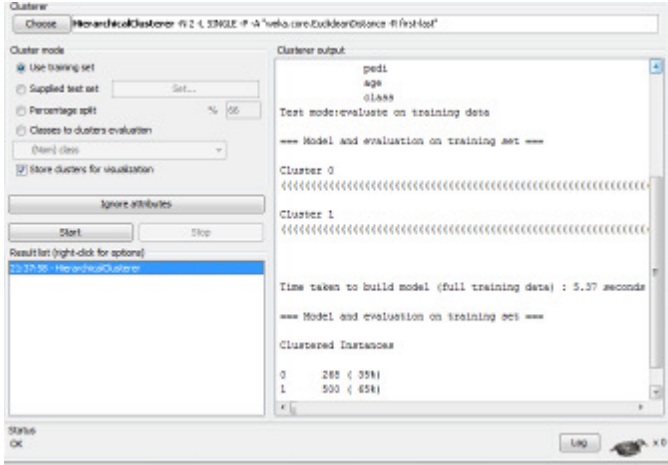 Clusterer
Choose HierarchicalClusterer -N 2 -L SINGLE -P -A "weka.core.EuclideanDistance -R first-last"
Cluster mode
Use training set
Supplied test set Set...
Percentage split % 66
Classes to clusters evaluation
(Nom) class
Store clusters for visualization
Ignore attributes
Start Stop
Result list (right-click for options)
21:37:58 - HierarchicalClusterer
Clusterer output
pedi
age
class
Test mode:evaluate on training data
=== Model and evaluation on training set ===
Cluster 0
Cluster 1
Time taken to build model (full training data) : 5.37 seconds
=== Model and evaluation on training set ===
Clustered Instances
0 268 ( 35%)
1 500 ( 65%)
Status
OK
Log x 0